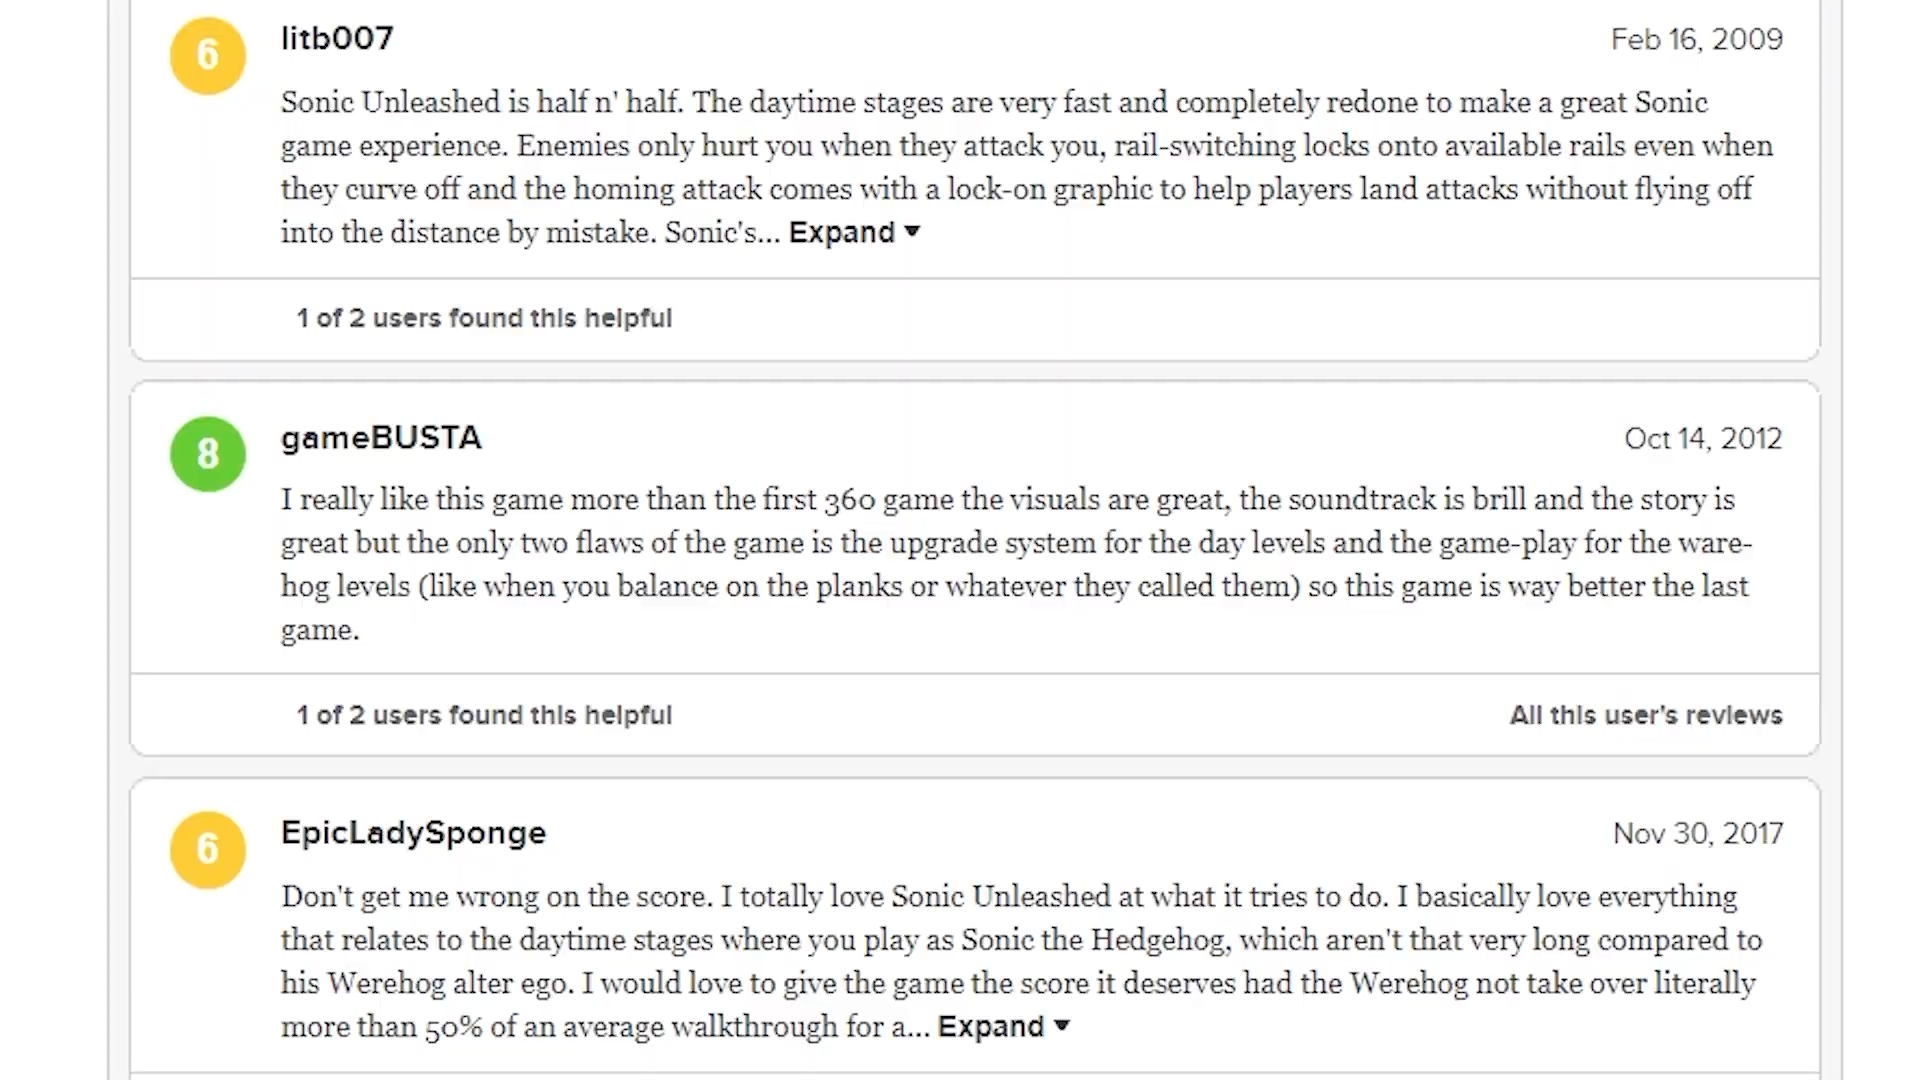 6 litb007 Feb 16, 2009
Sonic Unleashed is half n' half. The daytime stages are very fast and completely redone to make a great Sonic
game experience. Enemies only hurt you when they attack you, rail-switching locks onto available rails even when
they curve off and the homing attack comes with a lock-on graphic to help players land attacks without flying off
into the distance by mistake. Sonic's... Expand ▼
1 of 2 users found this helpful
8 gameBUSTA Oct 14, 2012
I really like this game more than the first 360 game the visuals are great, the soundtrack is brill and the story is
great but the only two flaws of the game is the upgrade system for the day levels and the game-play for the ware-
hog levels (like when you balance on the planks or whatever they called them) so this game is way better the last
game.
1 of 2 users found this helpful All this user's reviews
6 EpicLadySponge Nov 30, 2017
Don't get me wrong on the score. I totally love Sonic Unleashed at what it tries to do. I basically love everything
that relates to the daytime stages where you play as Sonic the Hedgehog, which aren't that very long compared to
his Werehog alter ego. I would love to give the game the score it deserves had the Werehog not take over literally
more than 50% of an average walkthrough for a... Expand ▼